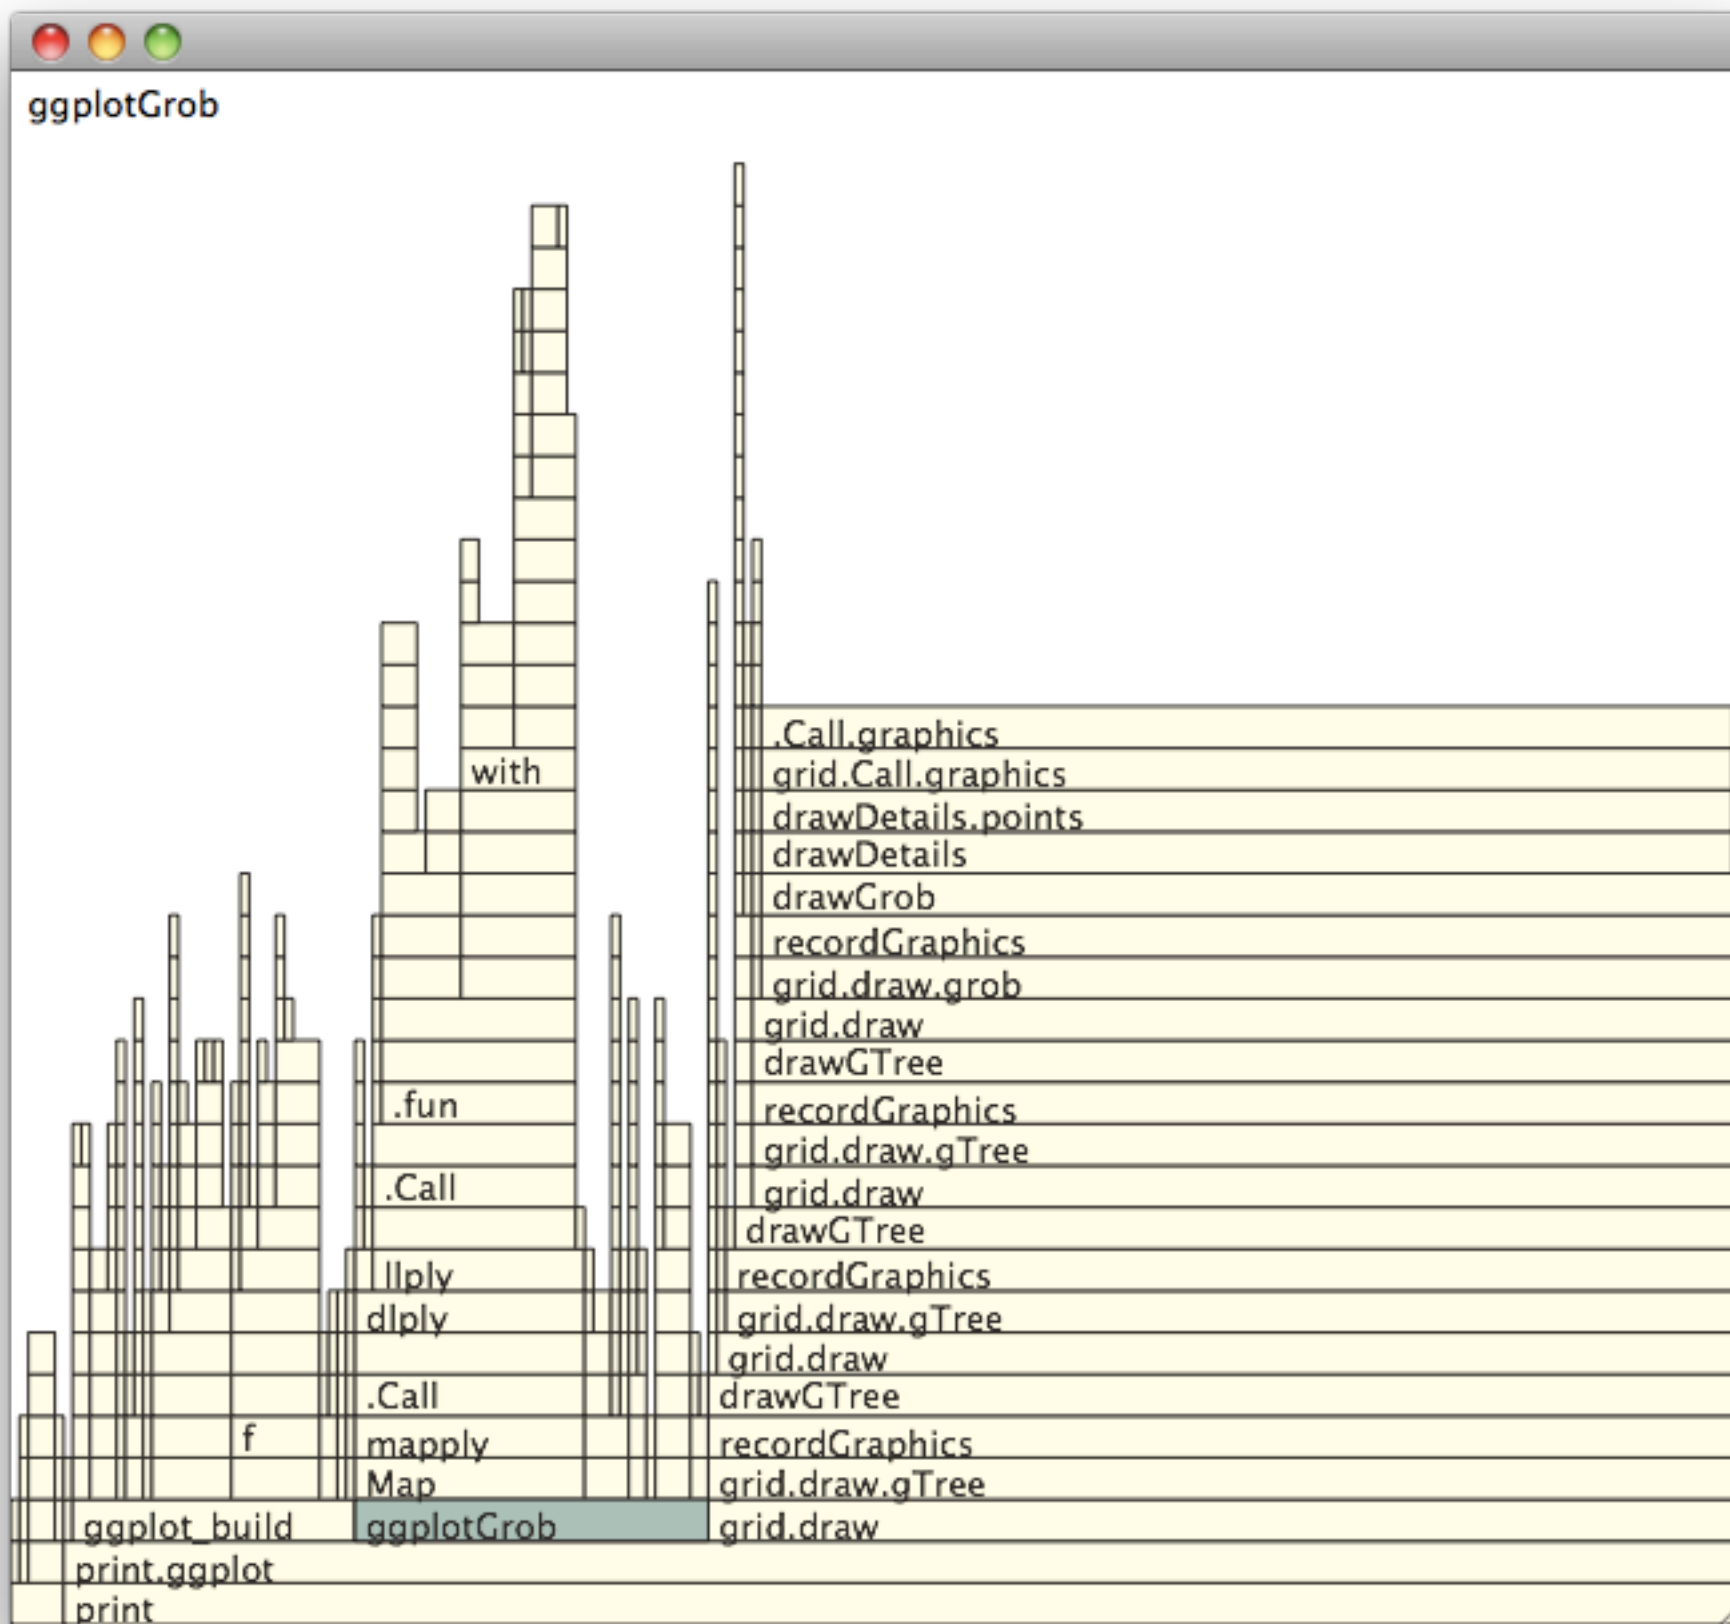 ggplotGrob
.Call.graphics
with
grid.Call.graphics
drawDetails.points
drawDetails
drawGrob
recordGraphics
grid.draw.grob
grid.draw
drawGTree
.fun
recordGraphics
grid.draw.gTree
.Call
grid.draw
drawGTree
llply
recordGraphics
dlply
grid.draw.gTree
grid.draw
.Call
drawGTree
f
mapply
recordGraphics
Map
grid.draw.gTree
ggplot_build
ggplotGrob
grid.draw
print.ggplot
print